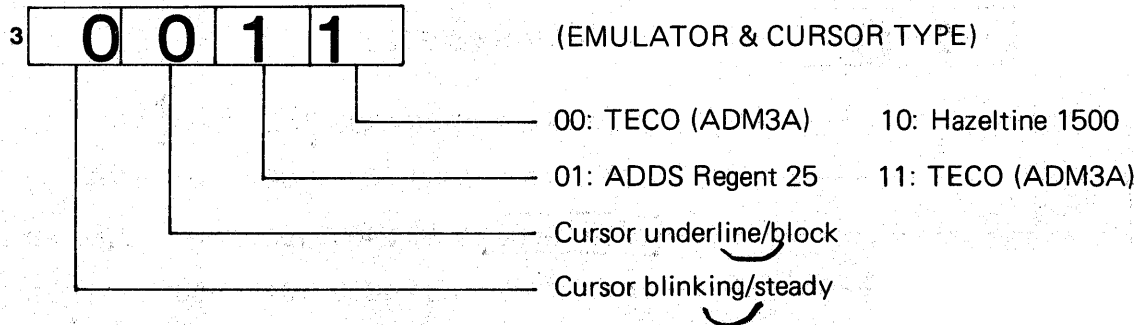 3 0 0 1 1 (EMULATOR & CURSOR TYPE)
00: TECO (ADM3A) 10: Hazeltine 1500
01: ADDS Regent 25 11: TECO (ADM3A)
Cursor underline/block
Cursor blinking/steady